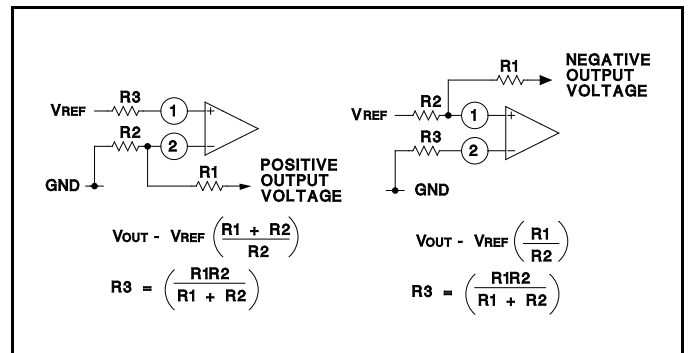 R3
VREF
1
+
R2
2
−
R1
GND
POSITIVE
OUTPUT
VOLTAGE
VOUT - VREF (R1 + R2 / R2)
R3 = (R1R2 / R1 + R2)
R1
NEGATIVE
OUTPUT
VOLTAGE
R2
VREF
1
+
R3
2
−
GND
VOUT - VREF (R1 / R2)
R3 = (R1R2 / R1 + R2)